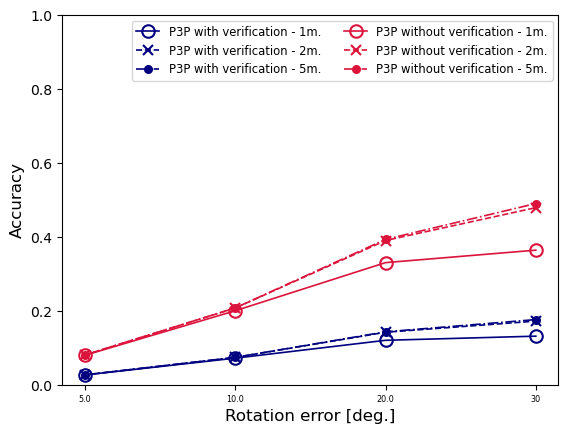 1.0
P3P with verification - 1m.
P3P with verification - 2m.
P3P with verification - 5m.
P3P without verification - 1m.
P3P without verification - 2m.
P3P without verification - 5m.
0.8
0.6
0.4
0.2
0.0
Accuracy
5.0 10.0 20.0 30
Rotation error [deg.]